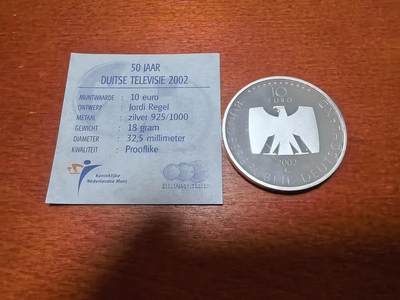 50 JAAR
DUITSE TELEVISIE 2002
MUNTWAARDE : 10 euro
ONTWERP : Jordi Regel
METAAL : zilver 925/1000
GEWICHT : 18 gram
DIAMETER : 32,5 millimeter
KWALITEIT : Prooflike
Koninklijke
Nederlandse Munt
10
EURO
2002